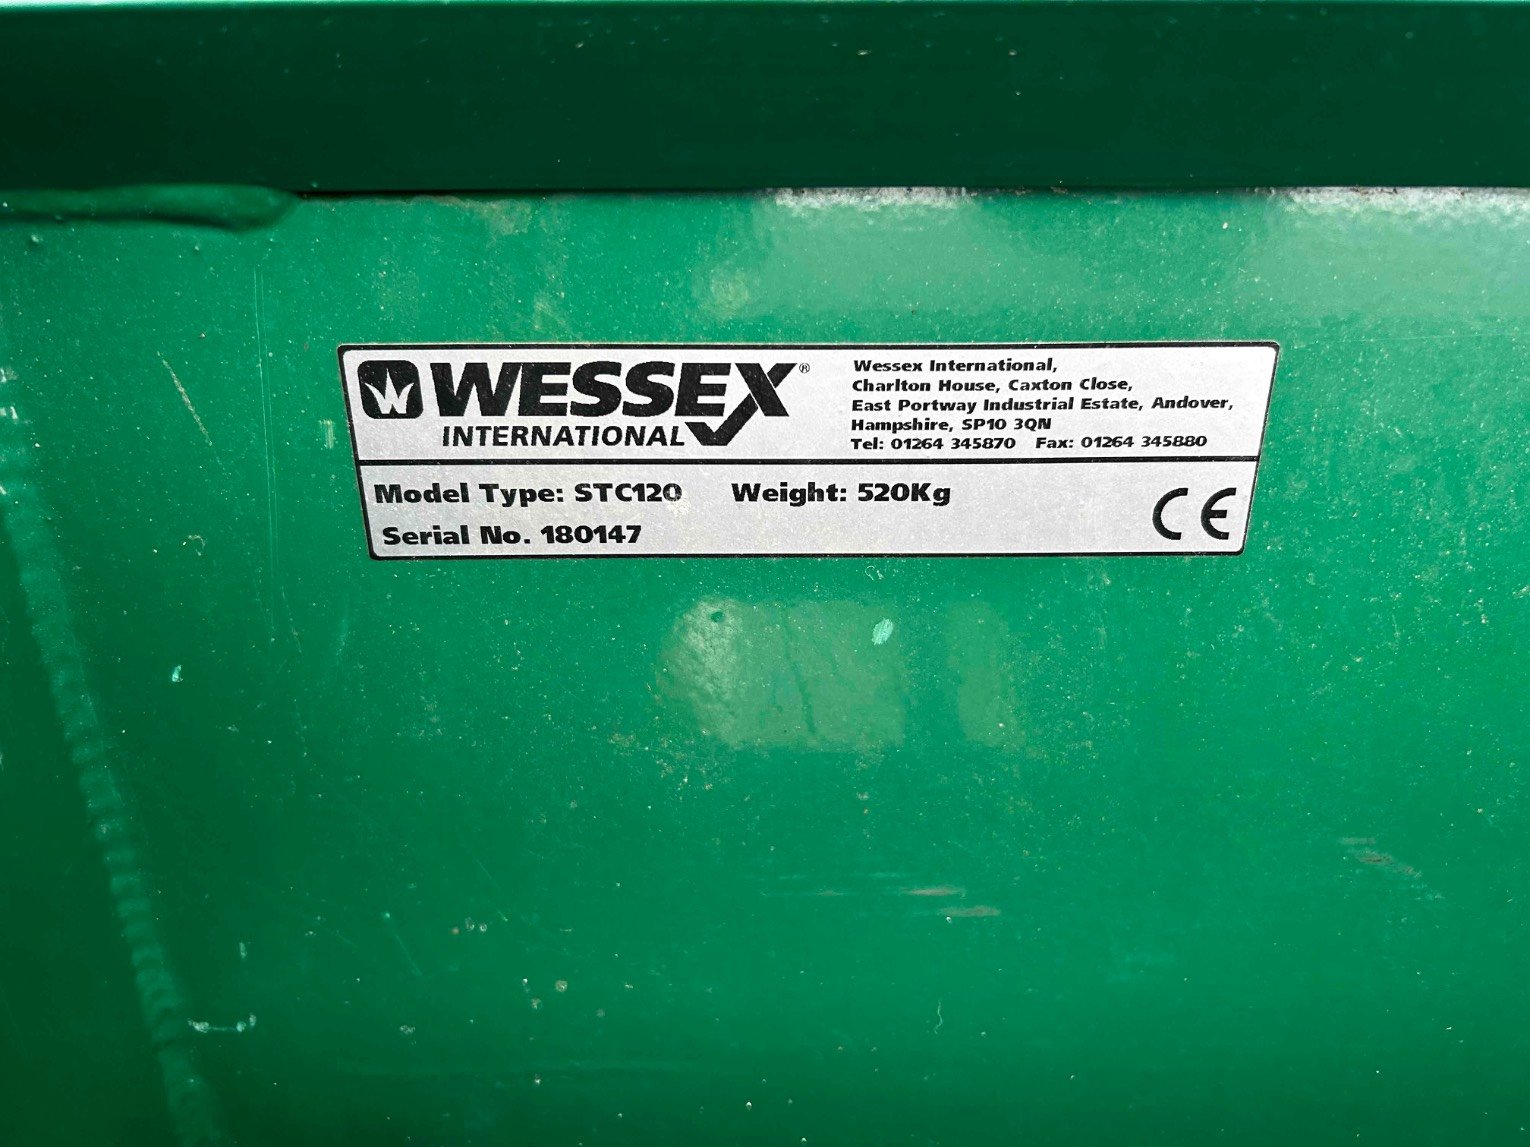 WESSEX®
INTERNATIONAL
Wessex International,
Charlton House, Caxton Close,
East Portway Industrial Estate, Andover,
Hampshire, SP10 3QN
Tel: 01264 345870 Fax: 01264 345880
Model Type: STC120 Weight: 520Kg
Serial No. 180147
CE